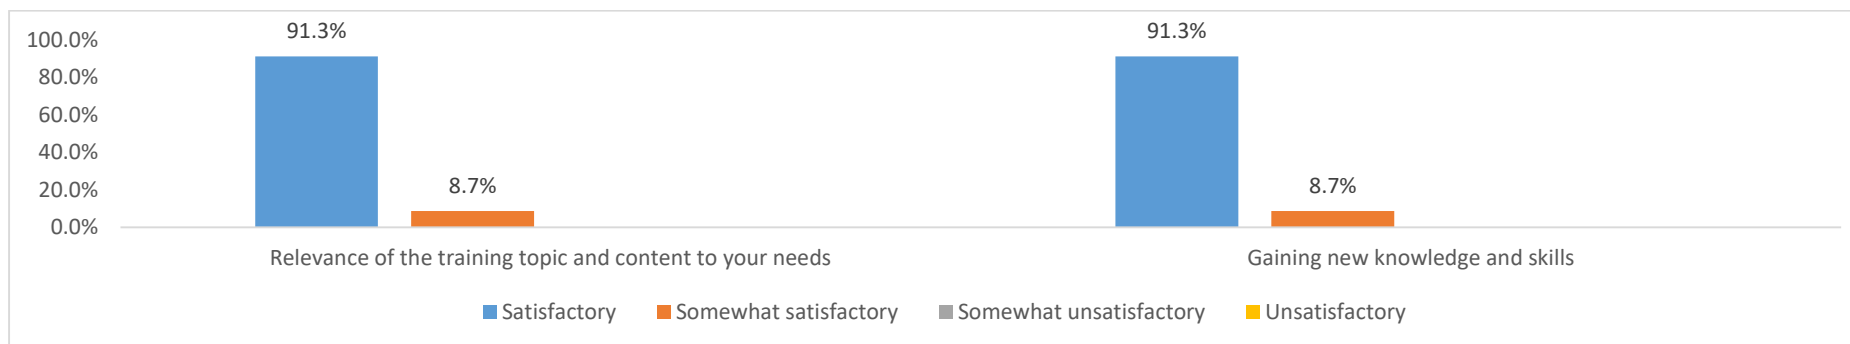 100.0%
80.0%
60.0%
40.0%
20.0%
0.0%
91.3%
8.7%
91.3%
8.7%
Relevance of the training topic and content to your needs
Gaining new knowledge and skills
Satisfactory
Somewhat satisfactory
Somewhat unsatisfactory
Unsatisfactory